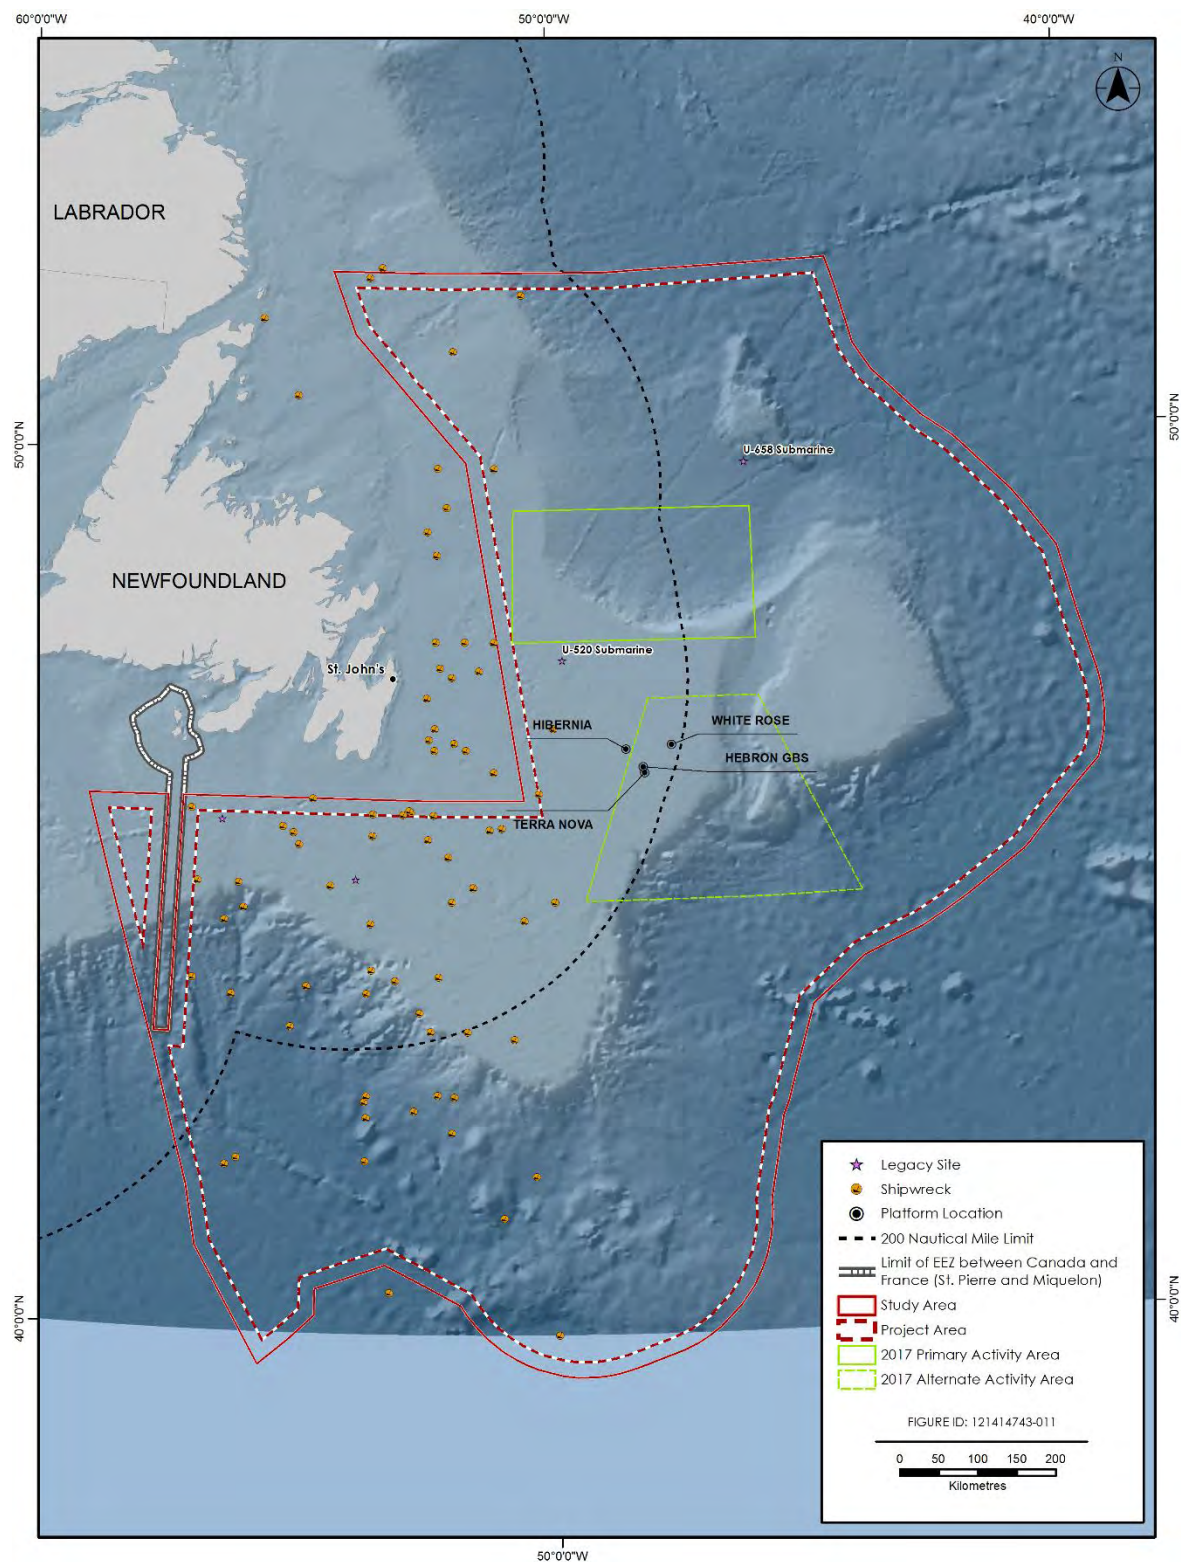 60°0'0"W
50°0'0"W
40°0'0"W
N
LABRADOR
50°0'0"N
50°0'0"N
U-658 Submarine
NEWFOUNDLAND
U-520 Submarine
St. John's
HIBERNIA
WHITE ROSE
HEBRON GBS
TERRA NOVA
40°0'0"N
40°0'0"N
Legacy Site
Shipwreck
Platform Location
200 Nautical Mile Limit
Limit of EEZ between Canada and
France (St. Pierre and Miquelon)
Study Area
Project Area
2017 Primary Activity Area
2017 Alternate Activity Area
FIGURE ID: 121414743-011
0 50 100 150 200
Kilometres
50°0'0"W